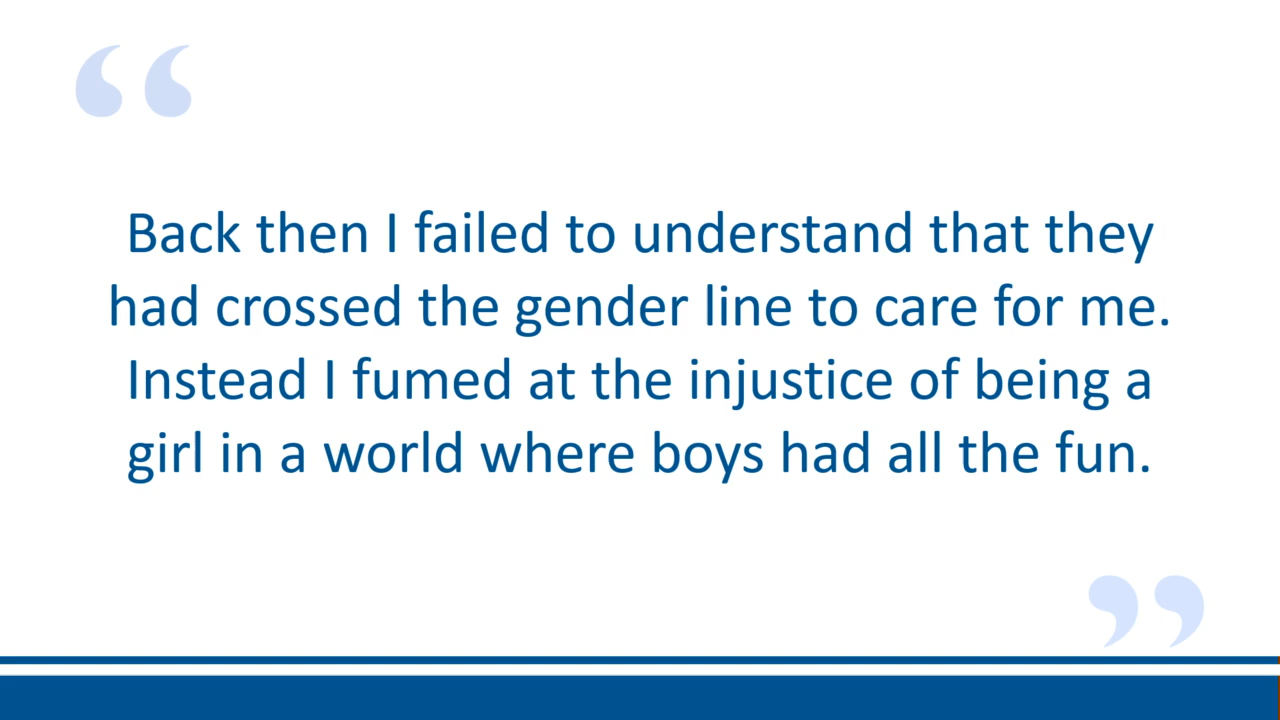 “
Back then I failed to understand that they
had crossed the gender line to care for me.
Instead I fumed at the injustice of being a
girl in a world where boys had all the fun.
”